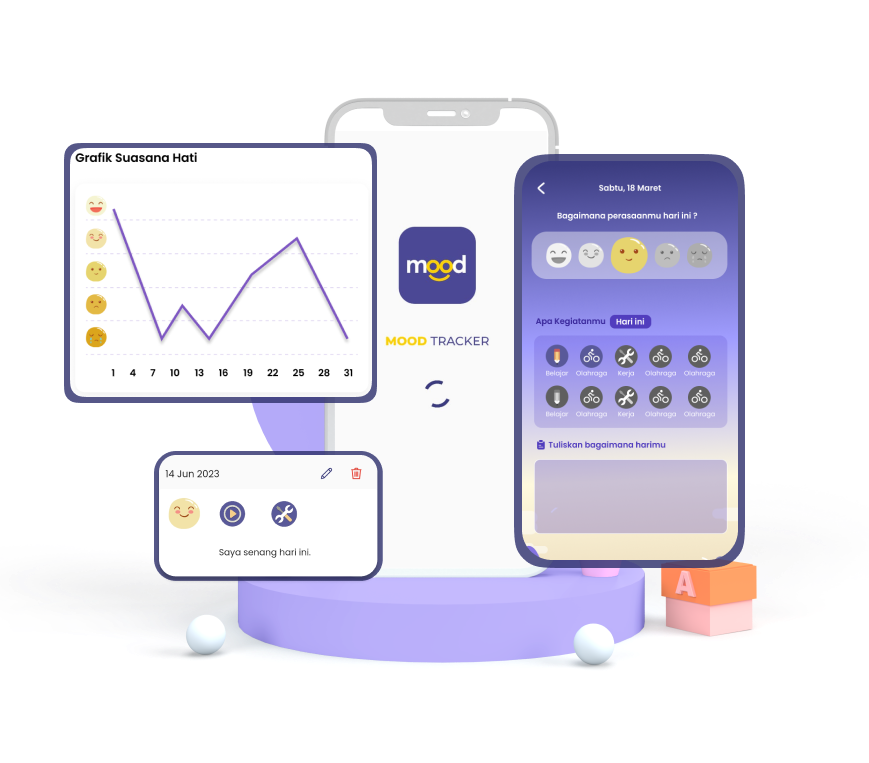 Grafik Suasana Hati
1 4 7 10 13 16 19 22 25 28 31
mood
MOOD TRACKER
14 Jun 2023
Saya senang hari ini.
Sabtu, 18 Maret
Bagaimana perasaanmu hari ini ?
Apa Kegiatanmu Hari ini
Belajar Olahraga Kerja Olahraga Olahraga
Belajar Olahraga Kerja Olahraga Olahraga
Tuliskan bagaimana harimu
A